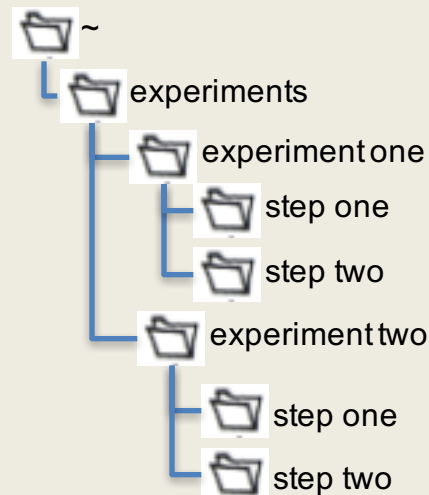 ~
experiments
experiment one
step one
step two
experiment two
step one
step two